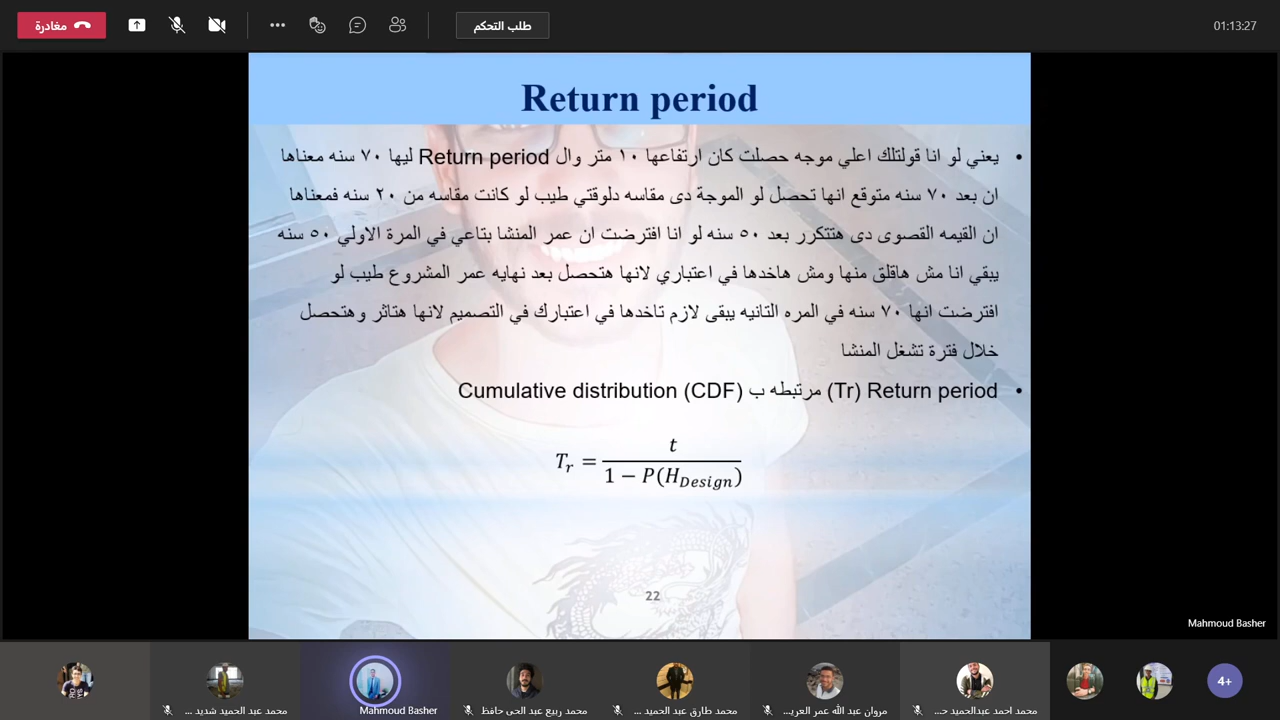 مغادرة
طلب التحكم
01:13:27
Return period
• يعني لو انا قولتلك اعلي موجه حصلت كان ارتفاعها ١٠ متر وال Return period ليها ٧٠ سنه معناها
ان بعد ٧٠ سنه متوقع انها تحصل لو الموجة دى مقاسه دلوقتي طيب لو كانت مقاسه من ٢٠ سنه فمعناها
ان القيمه القصوى دى هتتكرر بعد ٥٠ سنه لو انا افترضت ان عمر المنشا بتاعي في المرة الاولي ٥٠ سنه
يبقي انا مش هاقلق منها ومش هاخدها في اعتباري لانها هتحصل بعد نهايه عمر المشروع طيب لو
افترضت انها ٧٠ سنه في المره التانيه يبقى لازم تاخدها في اعتبارك في التصميم لانها هتاثر وهتحصل
خلال فترة تشغل المنشا
• Return period (Tr) مرتبطه ب Cumulative distribution (CDF)
T_r = t / (1 − P(H_Design))
22
Mahmoud Basher
محمد عبد الحميد شديد ...
Mahmoud Basher
محمد ربيع عبد الحى حافظ
محمد طارق عبد الحميد ...
مروان عبد الله عمر العريـ...
محمد احمد عبدالحميد حـ...
4+